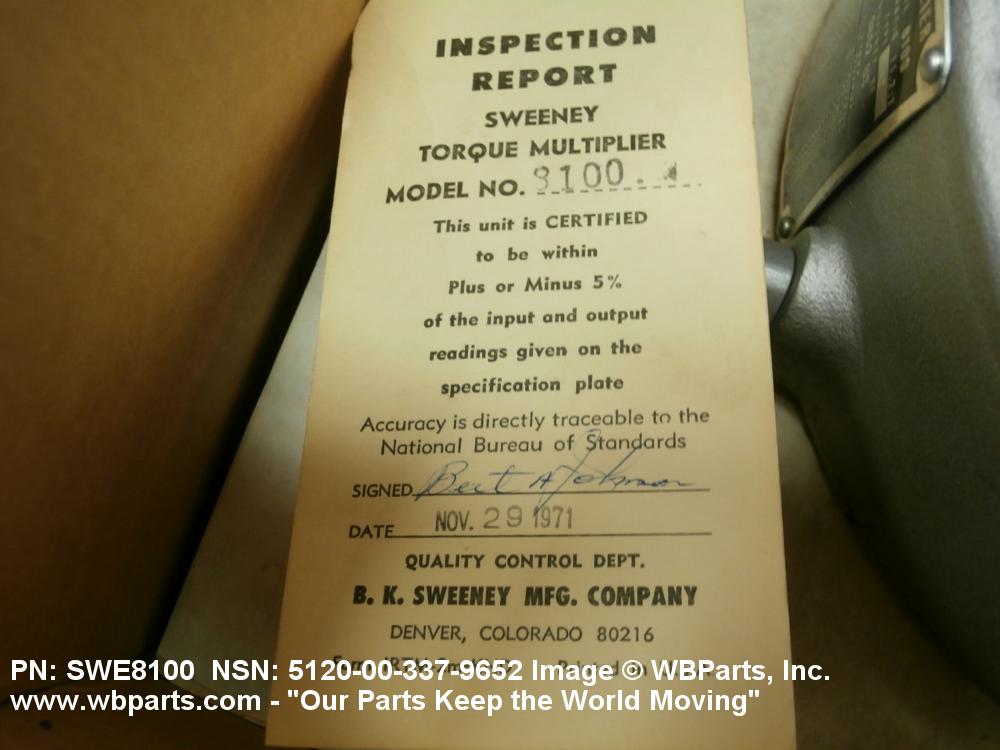 INSPECTION
REPORT
SWEENEY
TORQUE MULTIPLIER
MODEL NO. 8100.
This unit is CERTIFIED
to be within
Plus or Minus 5%
of the input and output
readings given on the
specification plate
Accuracy is directly traceable to the
National Bureau of Standards
SIGNED Bert A Johnson
DATE NOV. 29 1971
QUALITY CONTROL DEPT.
B. K. SWEENEY MFG. COMPANY
DENVER, COLORADO 80216
PN: SWE8100 NSN: 5120-00-337-9652 Image © WBParts, Inc.
www.wbparts.com - "Our Parts Keep the World Moving"